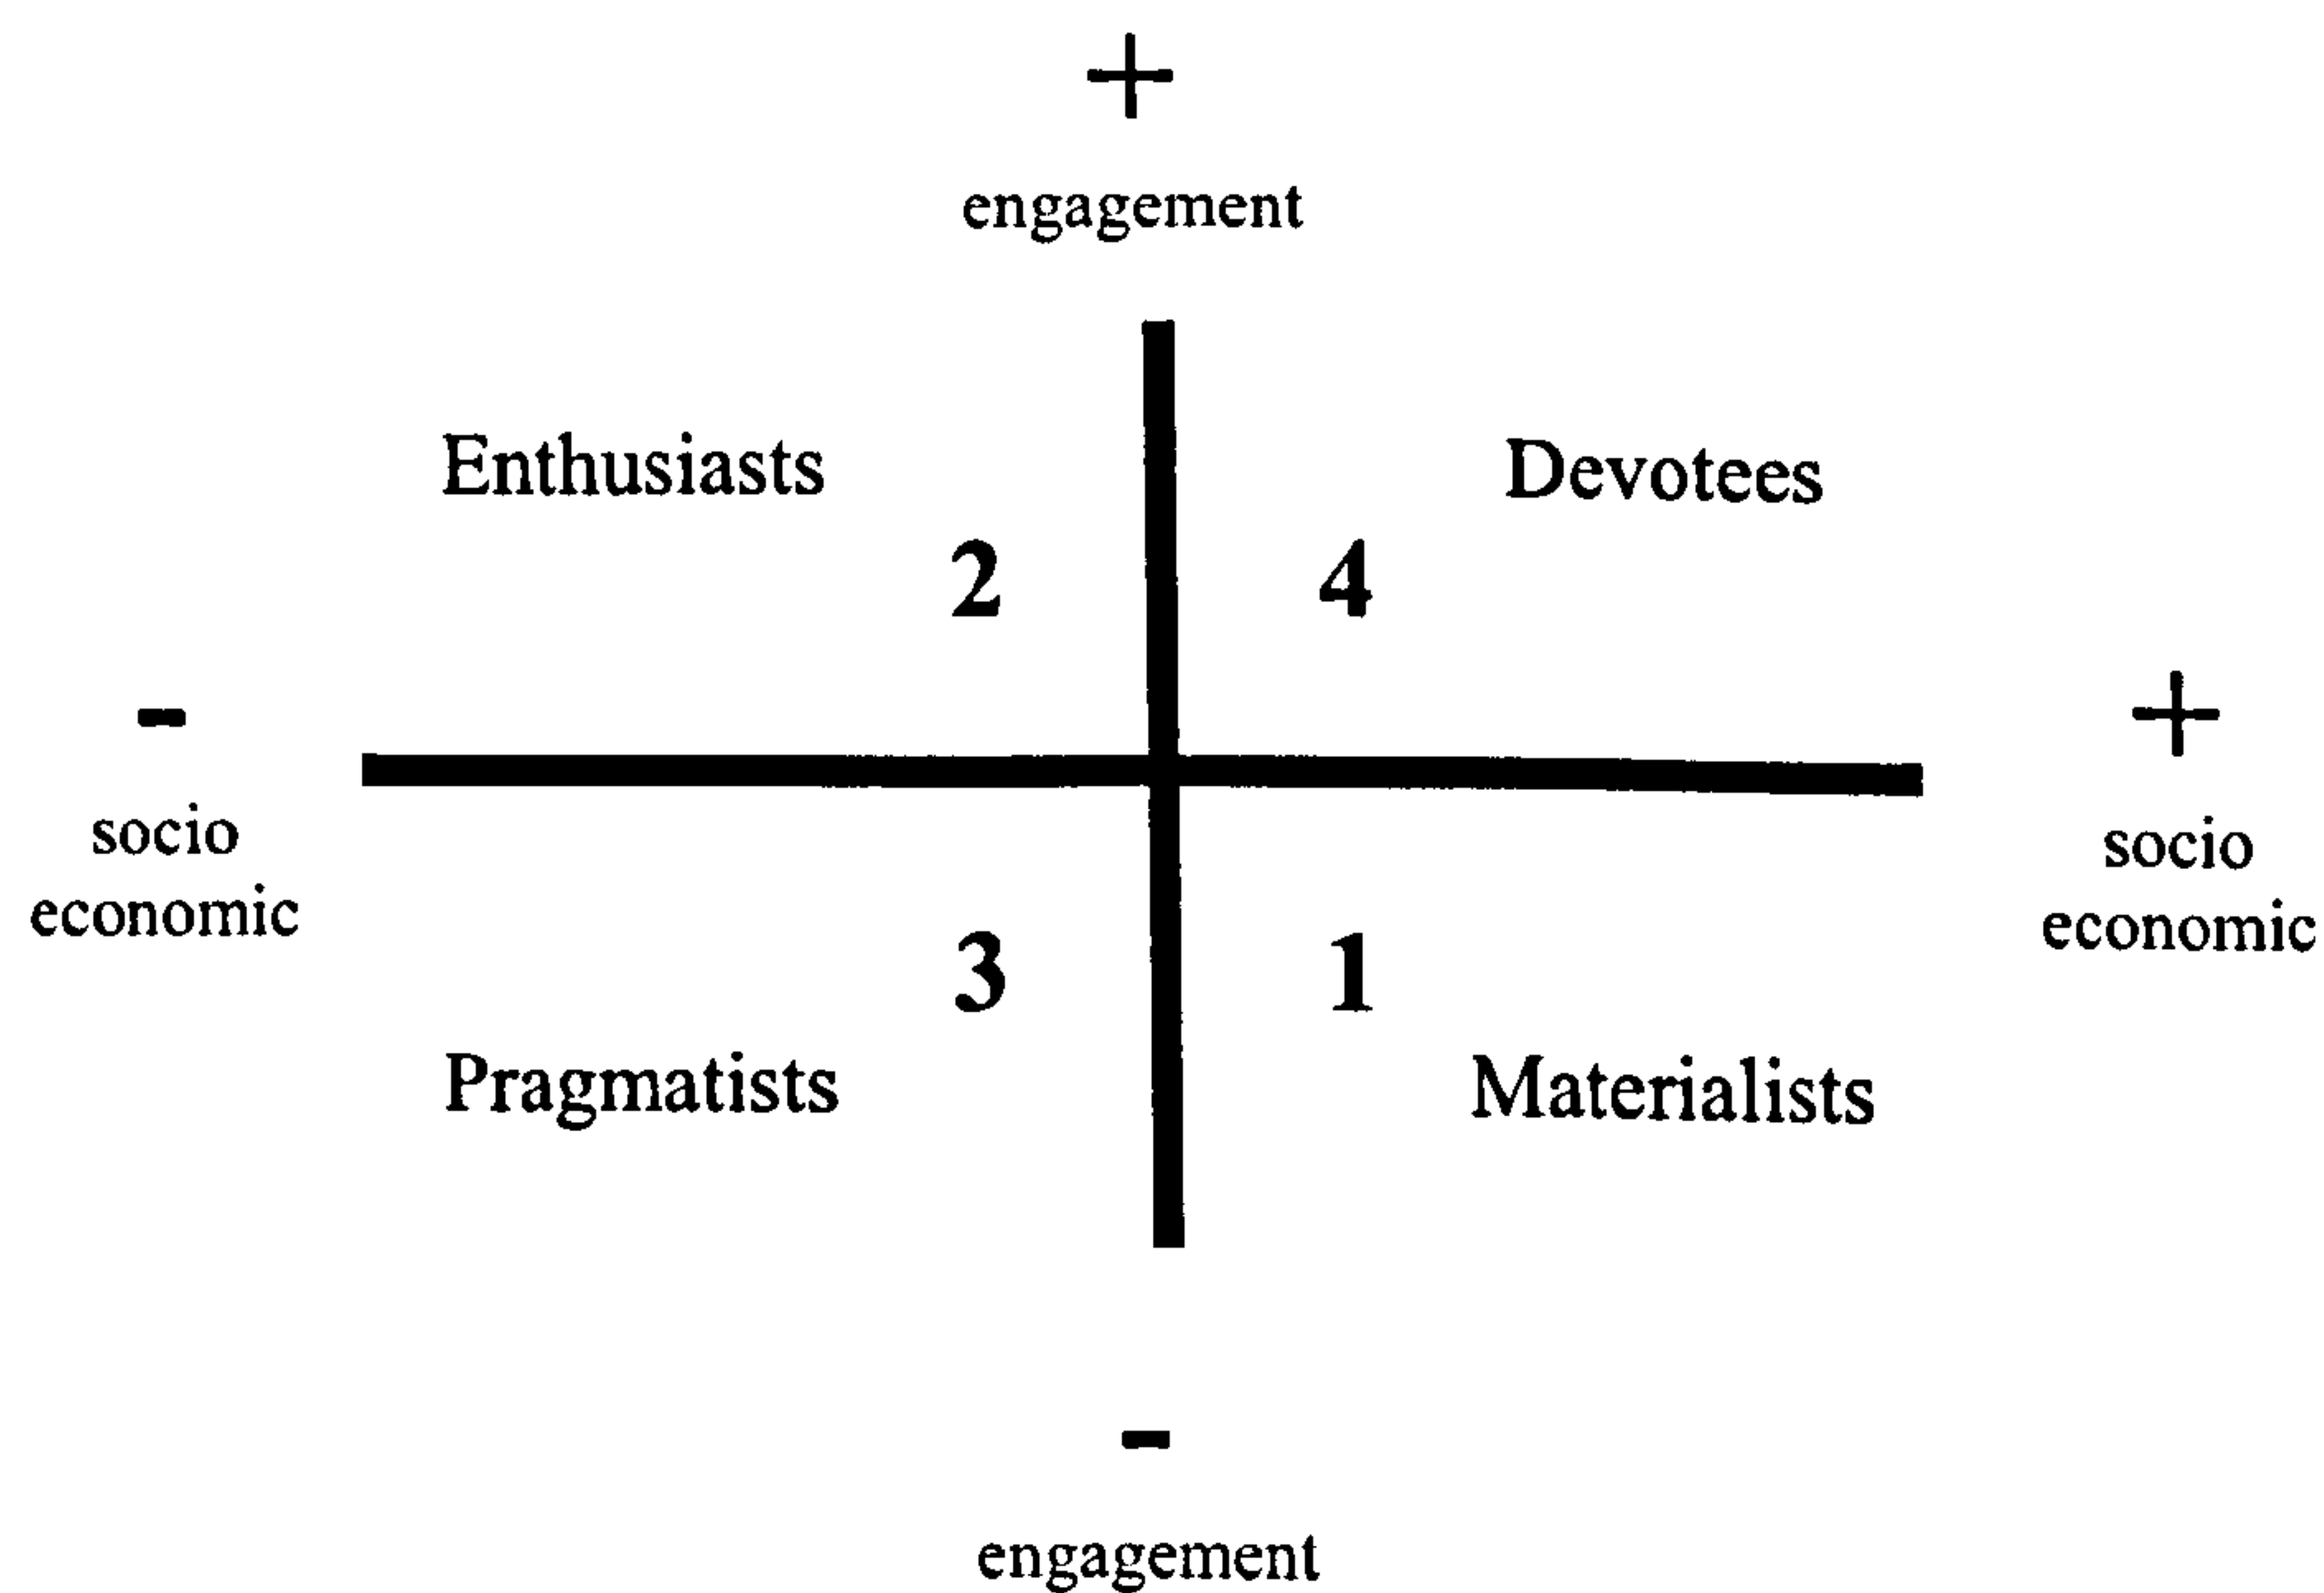 +
engagement
Enthusiasts
Devotees
2
4
-
+
socio
economic
socio
economic
3
1
Pragmatists
Materialists
-
engagement